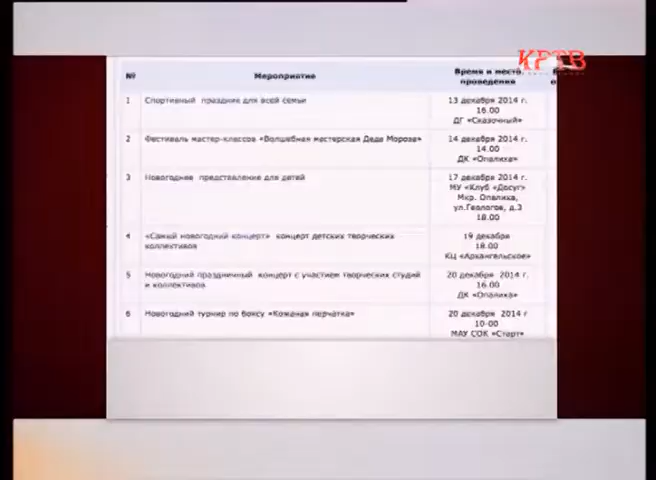 КРТВ
№ Мероприятие Время и место
проведения
1 Спортивный праздник для всей семьи 13 декабря 2014 г.
16.00
ДГ «Сказочный»
2 Фестиваль мастер-классов «Волшебная мастерская Деда Мороза» 14 декабря 2014 г.
14.00
ДК «Опалиха»
3 Новогоднее представление для детей 17 декабря 2014 г.
МУ «Клуб «Досуг»
Мкр. Опалиха,
ул.Геологов, д.3
18.00
4 «Самый новогодний концерт» концерт детских творческих
коллективов
19 декабря
18.00
КЦ «Архангельское»
5 Новогодний праздничный концерт с участием творческих студий
и коллективов
20 декабря 2014 г.
16.00
ДК «Опалиха»
6 Новогодний турнир по боксу «Кожаная перчатка» 20 декабря 2014 г
10-00
МАУ СОК «Старт»